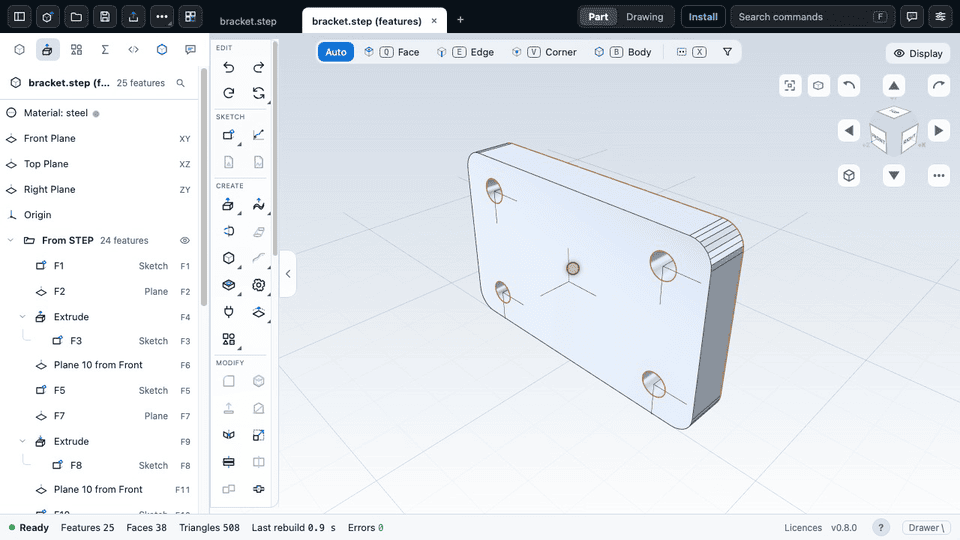 bracket.step
bracket.step (features)
Part
Drawing
Install
Search commands
F
bracket.step (f...
25 features
Material: steel
Front Plane XY
Top Plane XZ
Right Plane ZY
Origin
From STEP 24 features
F1 Sketch F1
F2 Plane F2
Extrude F4
F3 Sketch F3
Plane 10 from Front F6
F5 Sketch F5
F7 Plane F7
Extrude F9
F8 Sketch F8
Plane 10 from Front F11
EDIT
SKETCH
CREATE
MODIFY
Auto
Q Face
E Edge
V Corner
B Body
X
Display
FRONT
RIGHT
Ready
Features 25
Faces 38
Triangles 508
Last rebuild 0.9 s
Errors 0
Licences
v0.8.0
?
Drawer \